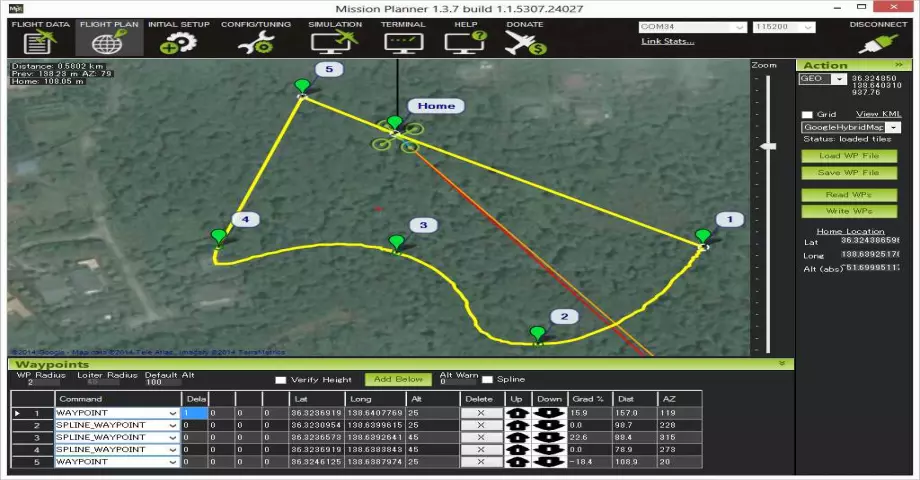 Mission Planner 1.3.7 build 1.1.5307.24027
FLIGHT DATA FLIGHT PLAN INITIAL SETUP CONFIG/TUNING SIMULATION TERMINAL HELP DONATE COM34 115200 DISCONNECT
Link Stats...
Distance: 0.5802 km
Prev: 138.23 m AZ: 79
Home: 108.05 m
5
Home
4
3
1
2
©2014 Google - Map data ©2014 Tele Atlas, Imagery ©2014 TerraMetrics
Zoom
Action »
GEO 36.324850
138.640310
937.76
Grid View KML
GoogleHybridMap
Status: loaded tiles
Load WP File
Save WP File
Read WPs
Write WPs
Home Location
Lat 36.32438659
Long 138.6392517
Alt (abs)
Waypoints
WP Radius Loiter Radius Default Alt Alt Warn
2 100 Verify Height Add Below 0 Spline
Command Dela Lat Long Alt Delete Up Down Grad % Dist AZ
1 WAYPOINT 1 0 0 0 36.3236919 138.6407769 25 X 15.9 157.0 119
2 SPLINE_WAYPOINT 0 0 0 0 36.3230954 138.6399615 25 X 0.0 98.7 228
3 SPLINE_WAYPOINT 0 0 0 0 36.3236573 138.6392641 45 X 22.6 88.4 315
4 SPLINE_WAYPOINT 0 0 0 0 36.3236919 138.6383843 45 X 0.0 78.9 273
5 WAYPOINT 0 0 0 0 36.3246125 138.6387974 25 X -18.4 108.9 20